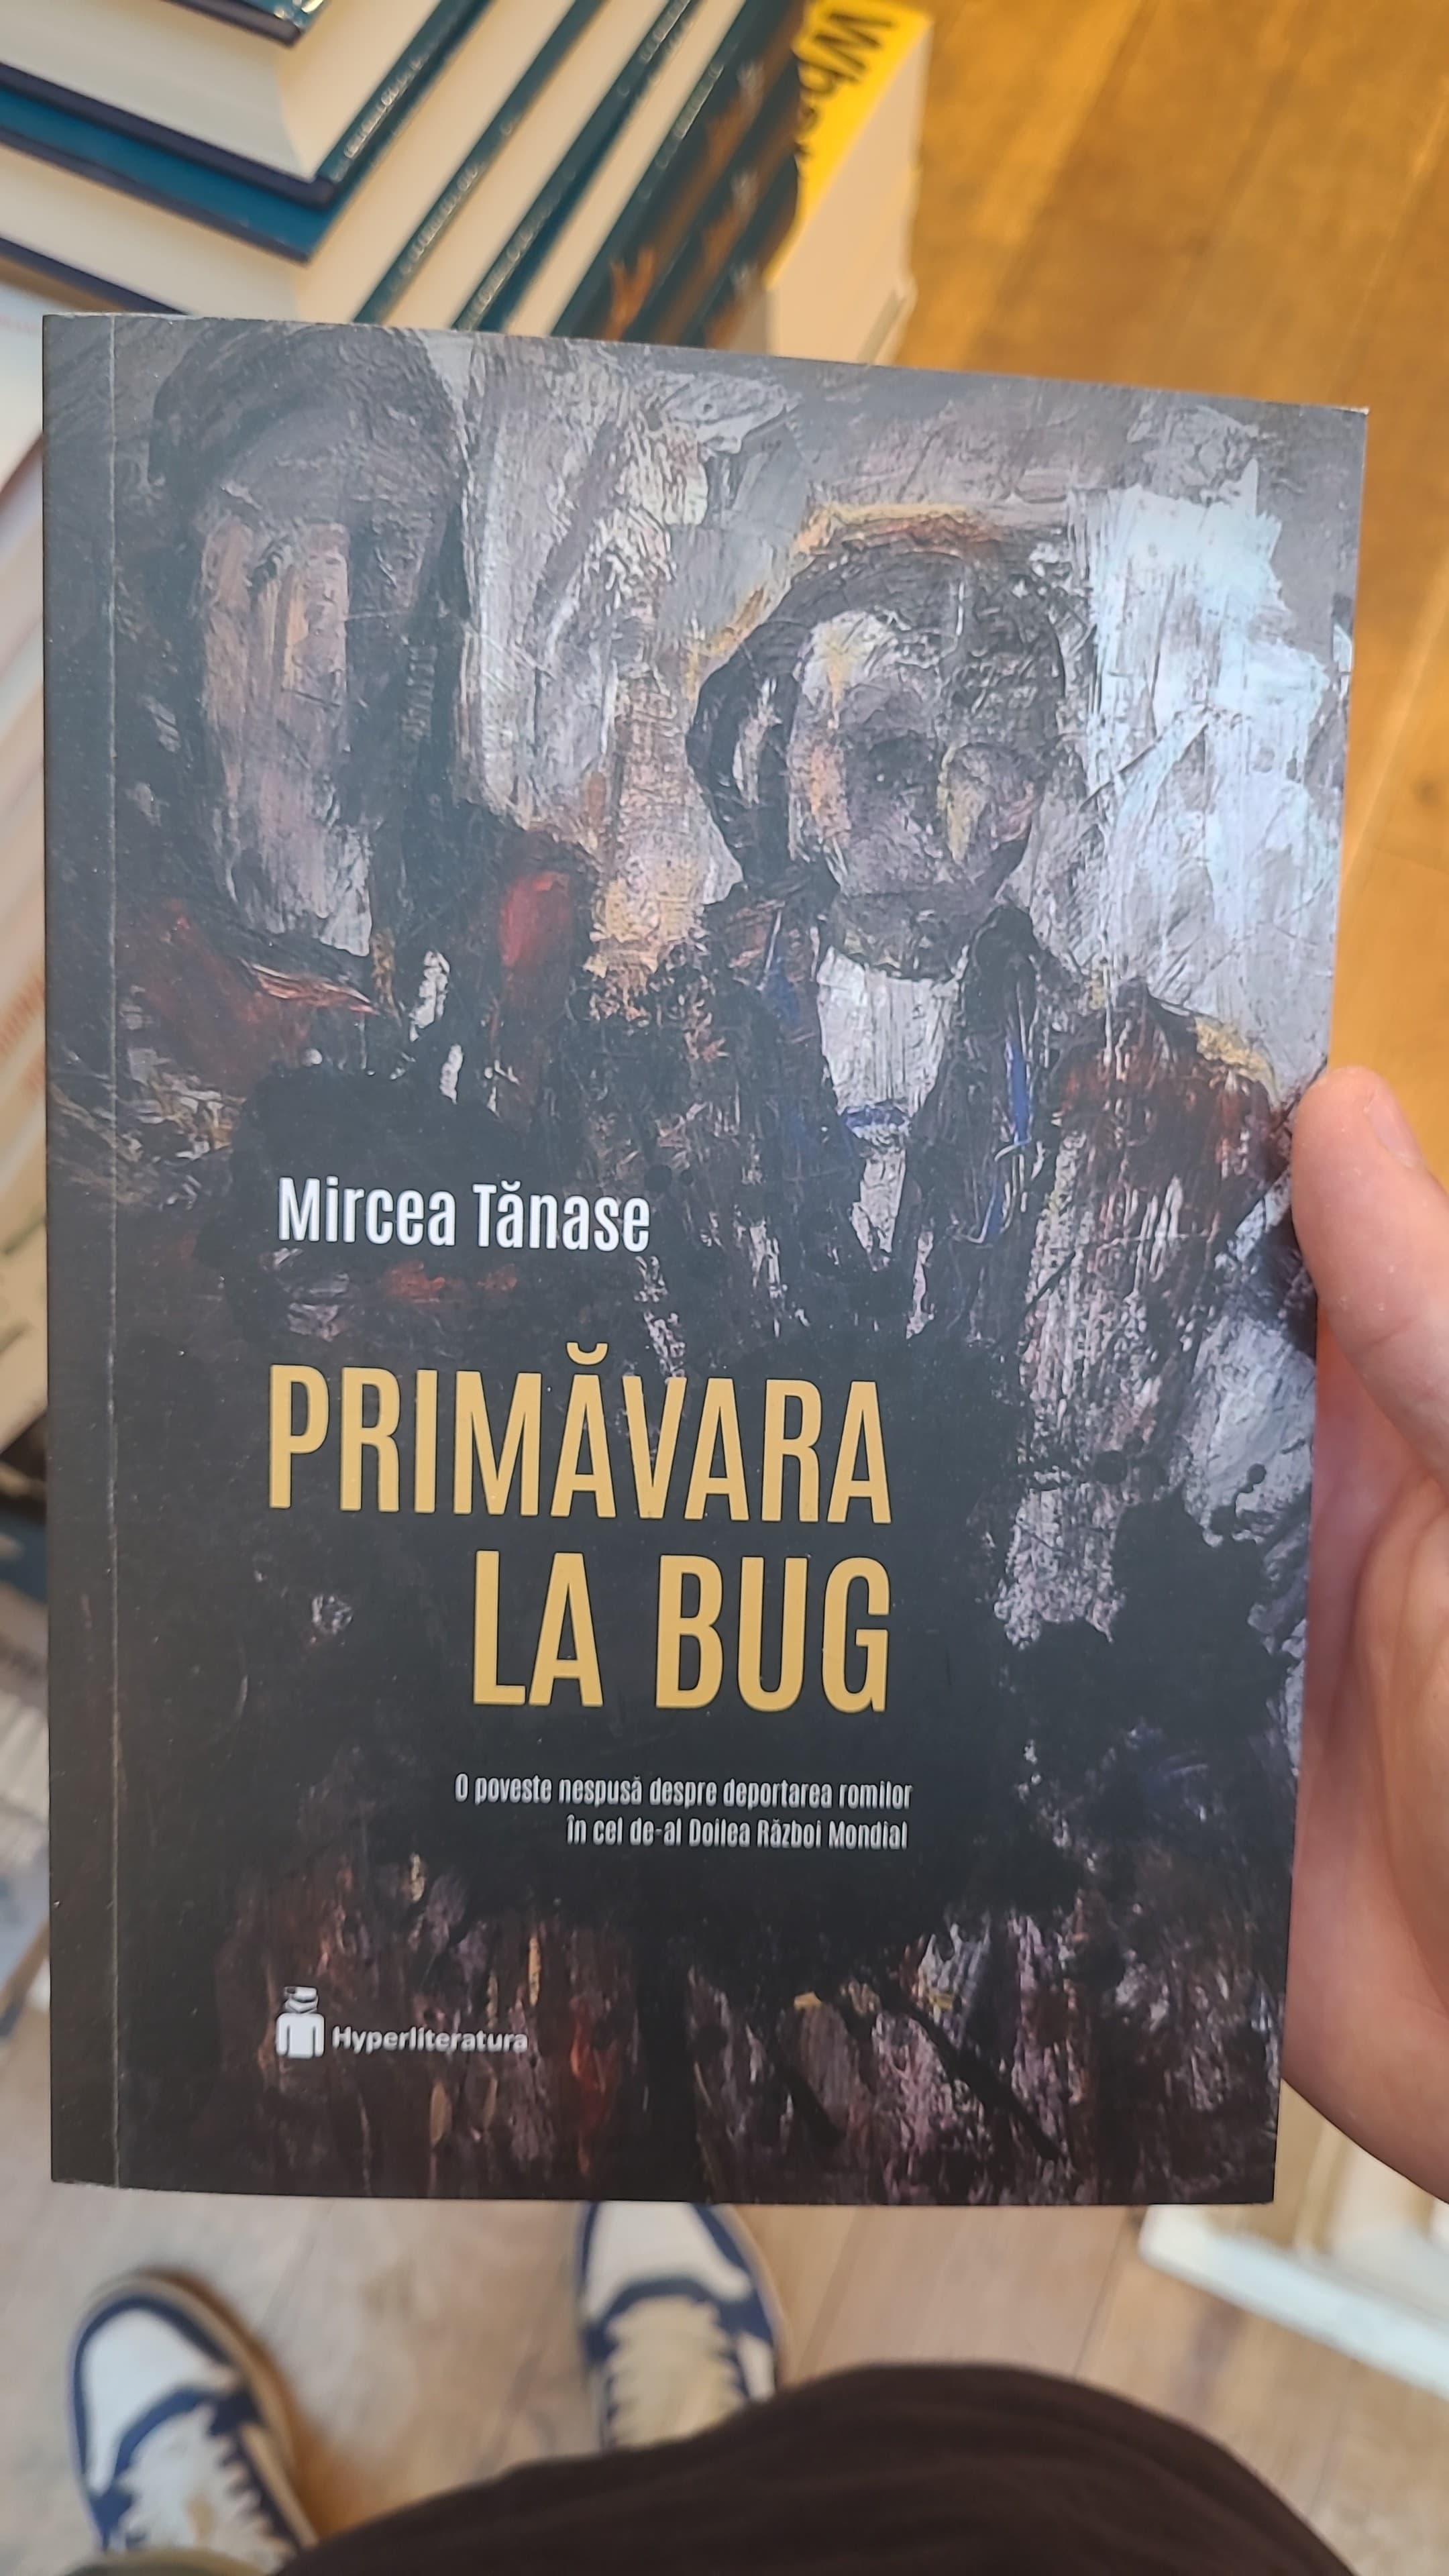 Mircea Tănase
PRIMĂVARA
LA BUG
O poveste nespusă despre deportarea romilor
în cel de-al Doilea Război Mondial
Hyperliteratura